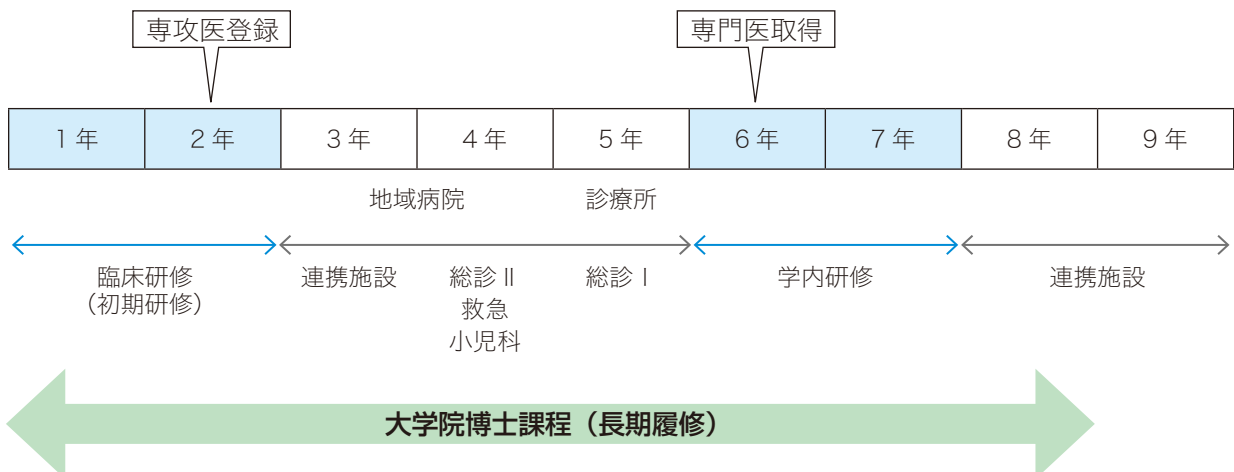 専攻医登録 専門医取得
1年 2年 3年 4年 5年 6年 7年 8年 9年
地域病院 診療所
臨床研修 連携施設 総診Ⅱ 総診Ⅰ 学内研修 連携施設
（初期研修） 救急
小児科
大学院博士課程（長期履修）